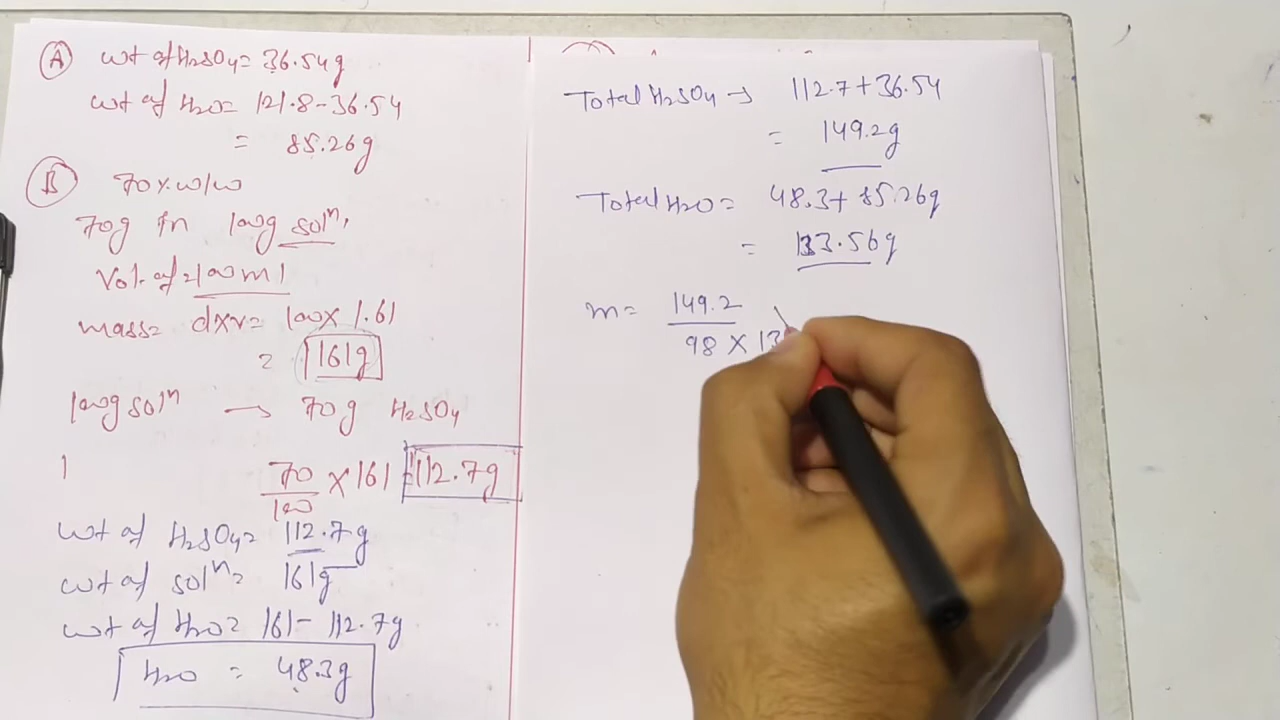 A wt of H2SO4 = 36.54g
wt of H2O = 121.8-36.54
= 85.26g
B 70% w/w
70g in 100g solⁿ.
Vol. of = 100ml
mass = d×v = 100 × 1.61
= 161g
100g solⁿ → 70g H2SO4
1
70/100 × 161 = 112.7g
wt of H2SO4 = 112.7g
wt of solⁿ = 161g
wt of H2O = 161 - 112.7g
H2O = 48.3g
Total H2SO4 → 112.7 + 36.54
= 149.2g
Total H2O = 48.3 + 85.26g
= 133.56g
m = 149.2
98 × 13